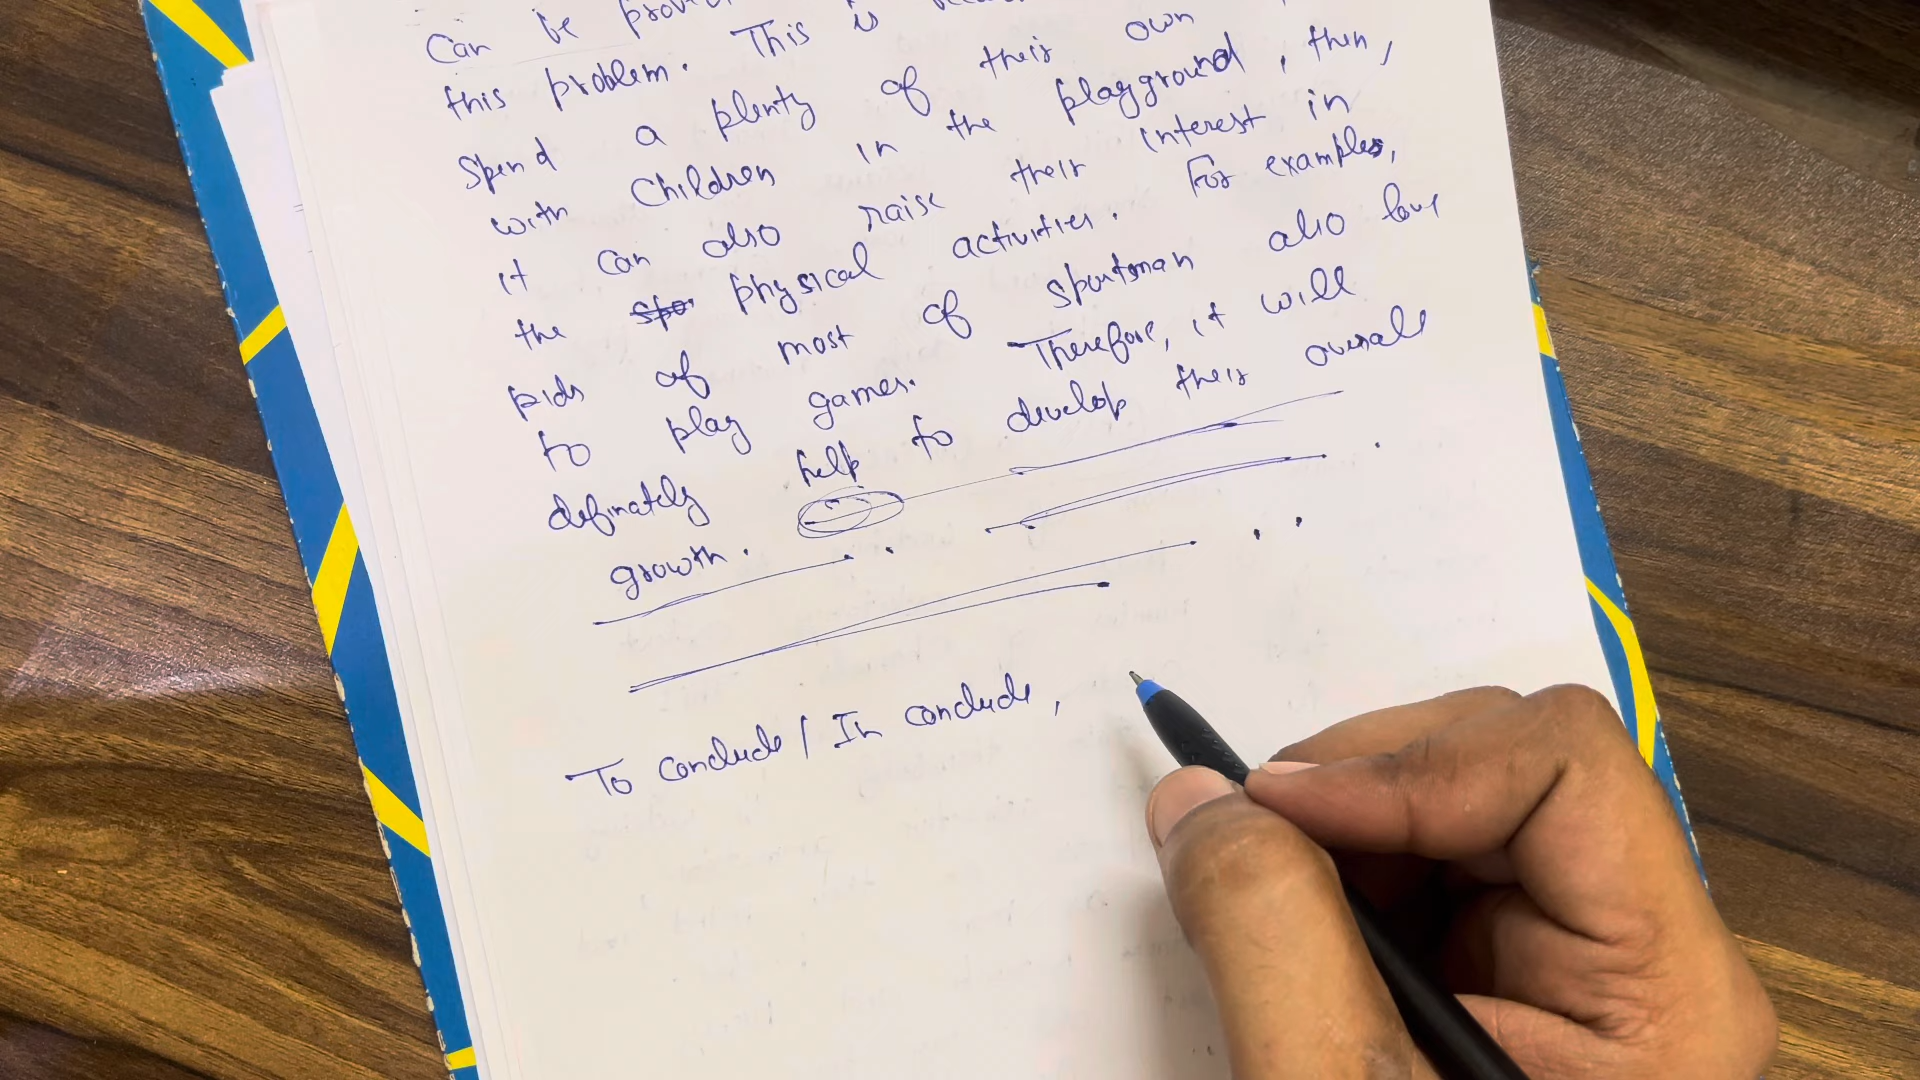 Can be
this problem. This is
Spend a plenty of their own
with Children in the playground, then,
it can also raise their interest in
the physical activities. For examples,
kids of most of sportsman also love
to play games. Therefore, it will
definately help to develop their overall
growth.
To conclude / In conclude,